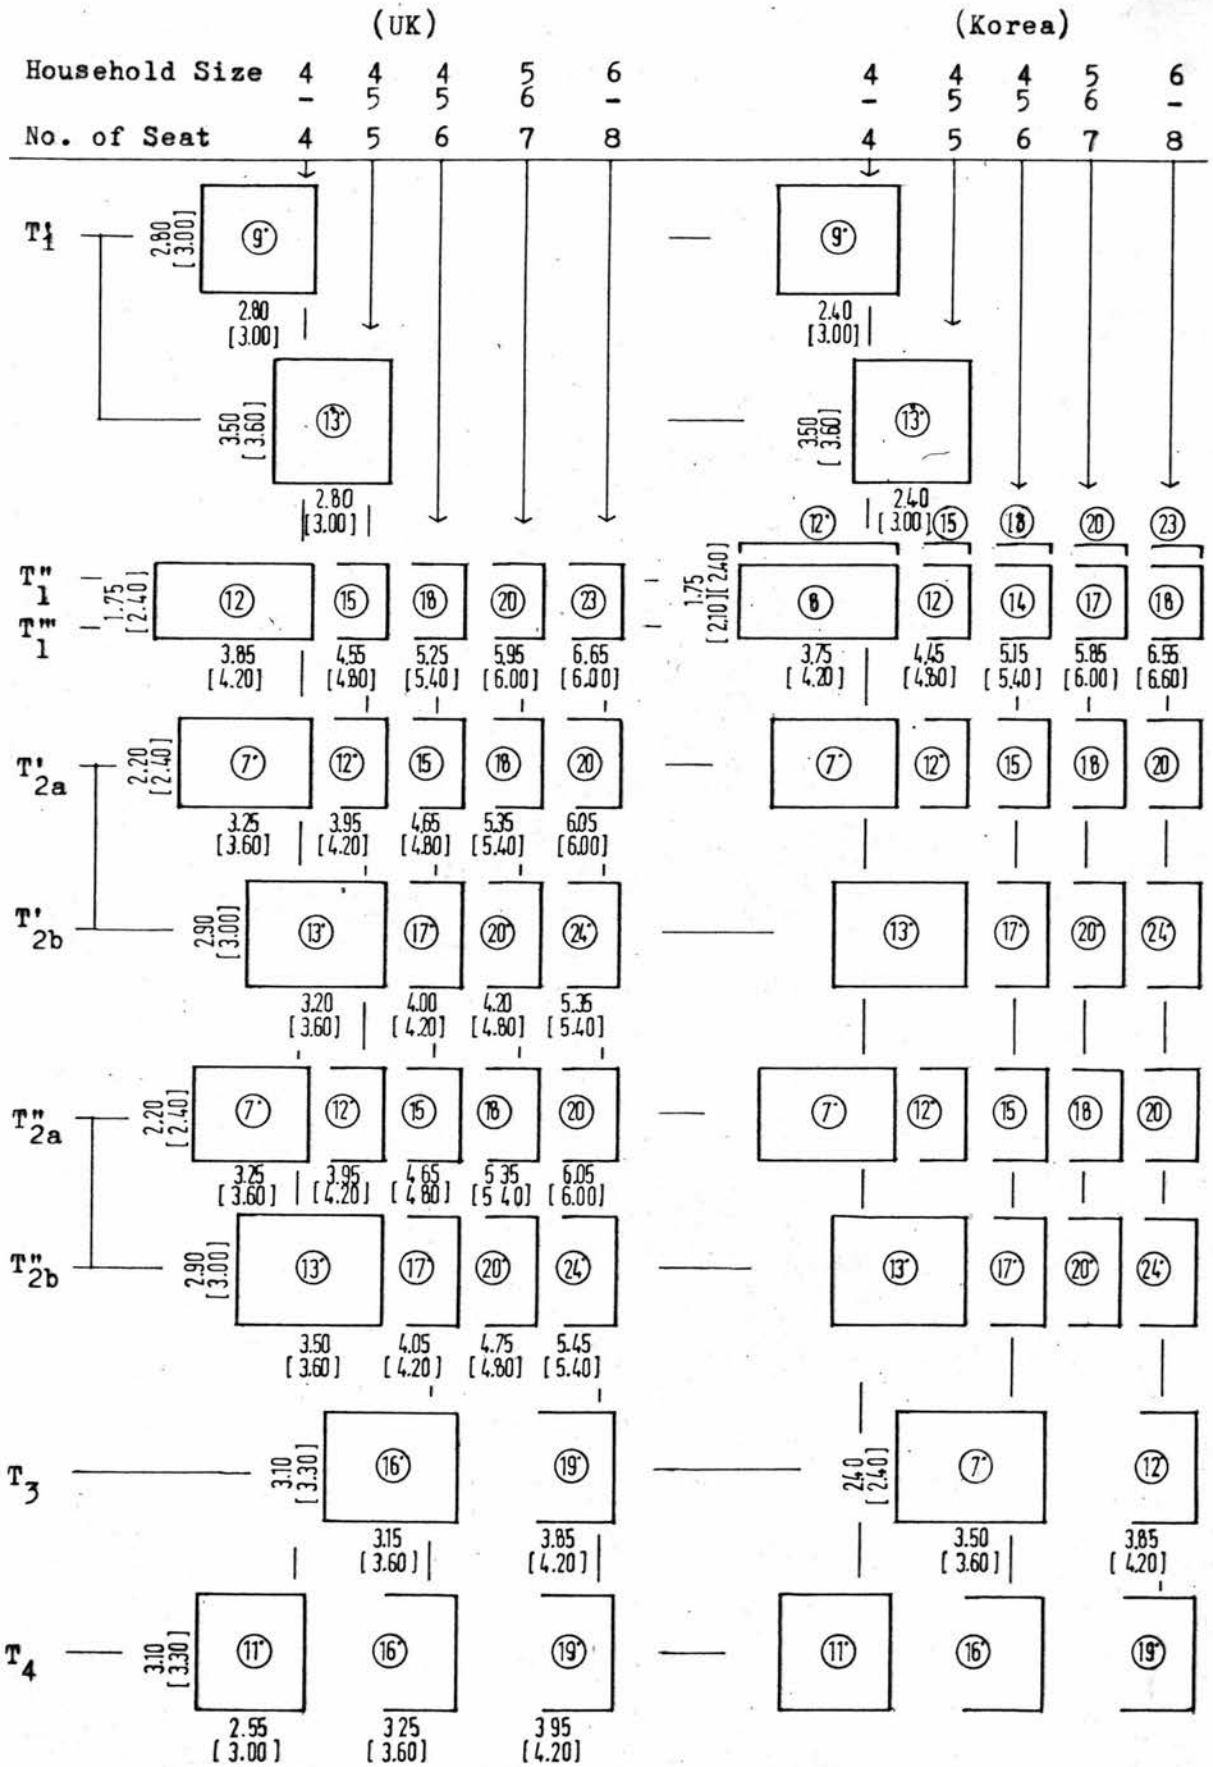 (UK) (Korea)
Household Size 4 4 4 5 6 4 4 4 5 6
- 5 5 6 - - 5 5 6 -
No. of Seat 4 5 6 7 8 4 5 6 7 8
T'1 2.80 [3.00] 9* 9*
2.80 2.40
[3.00] [3.00]
3.50 [3.60] 13* 3.50 [3.60] 13*
2.80 2.40
[3.00] [3.00]
12* 15 18 20 23
T"1 1.75 [2.40] 12 15 18 20 23 1.75 [2.10] [2.40] 8 12 14 17 18
T"'1
3.85 4.55 5.25 5.95 6.65 3.75 4.45 5.15 5.85 6.55
[4.20] [4.80] [5.40] [6.00] [6.00] [4.20] [4.80] [5.40] [6.00] [6.60]
T'2a 2.20 [2.40] 7* 12* 15 18 20 7* 12* 15 18 20
3.25 3.95 4.65 5.35 6.05
[3.60] [4.20] [4.80] [5.40] [6.00]
T'2b 2.90 [3.00] 13* 17* 20* 24* 13* 17* 20* 24*
3.20 4.00 4.20 5.35
[3.60] [4.20] [4.80] [5.40]
T"2a 2.20 [2.40] 7* 12* 15 18 20 7* 12* 15 18 20
3.25 3.95 4.65 5.35 6.05
[3.60] [4.20] [4.80] [5.40] [6.00]
T"2b 2.90 [3.00] 13* 17* 20* 24* 13* 17* 20* 24*
3.50 4.05 4.75 5.45
[3.60] [4.20] [4.80] [5.40]
T3 3.10 [3.30] 16* 19* 2.40 [2.40] 7* 12*
3.15 3.85 3.50 3.85
[3.60] [4.20] [3.60] [4.20]
T4 3.10 [3.30] 11* 16* 19* 11* 16* 19*
2.55 3.25 3.95
[3.00] [3.60] [4.20]